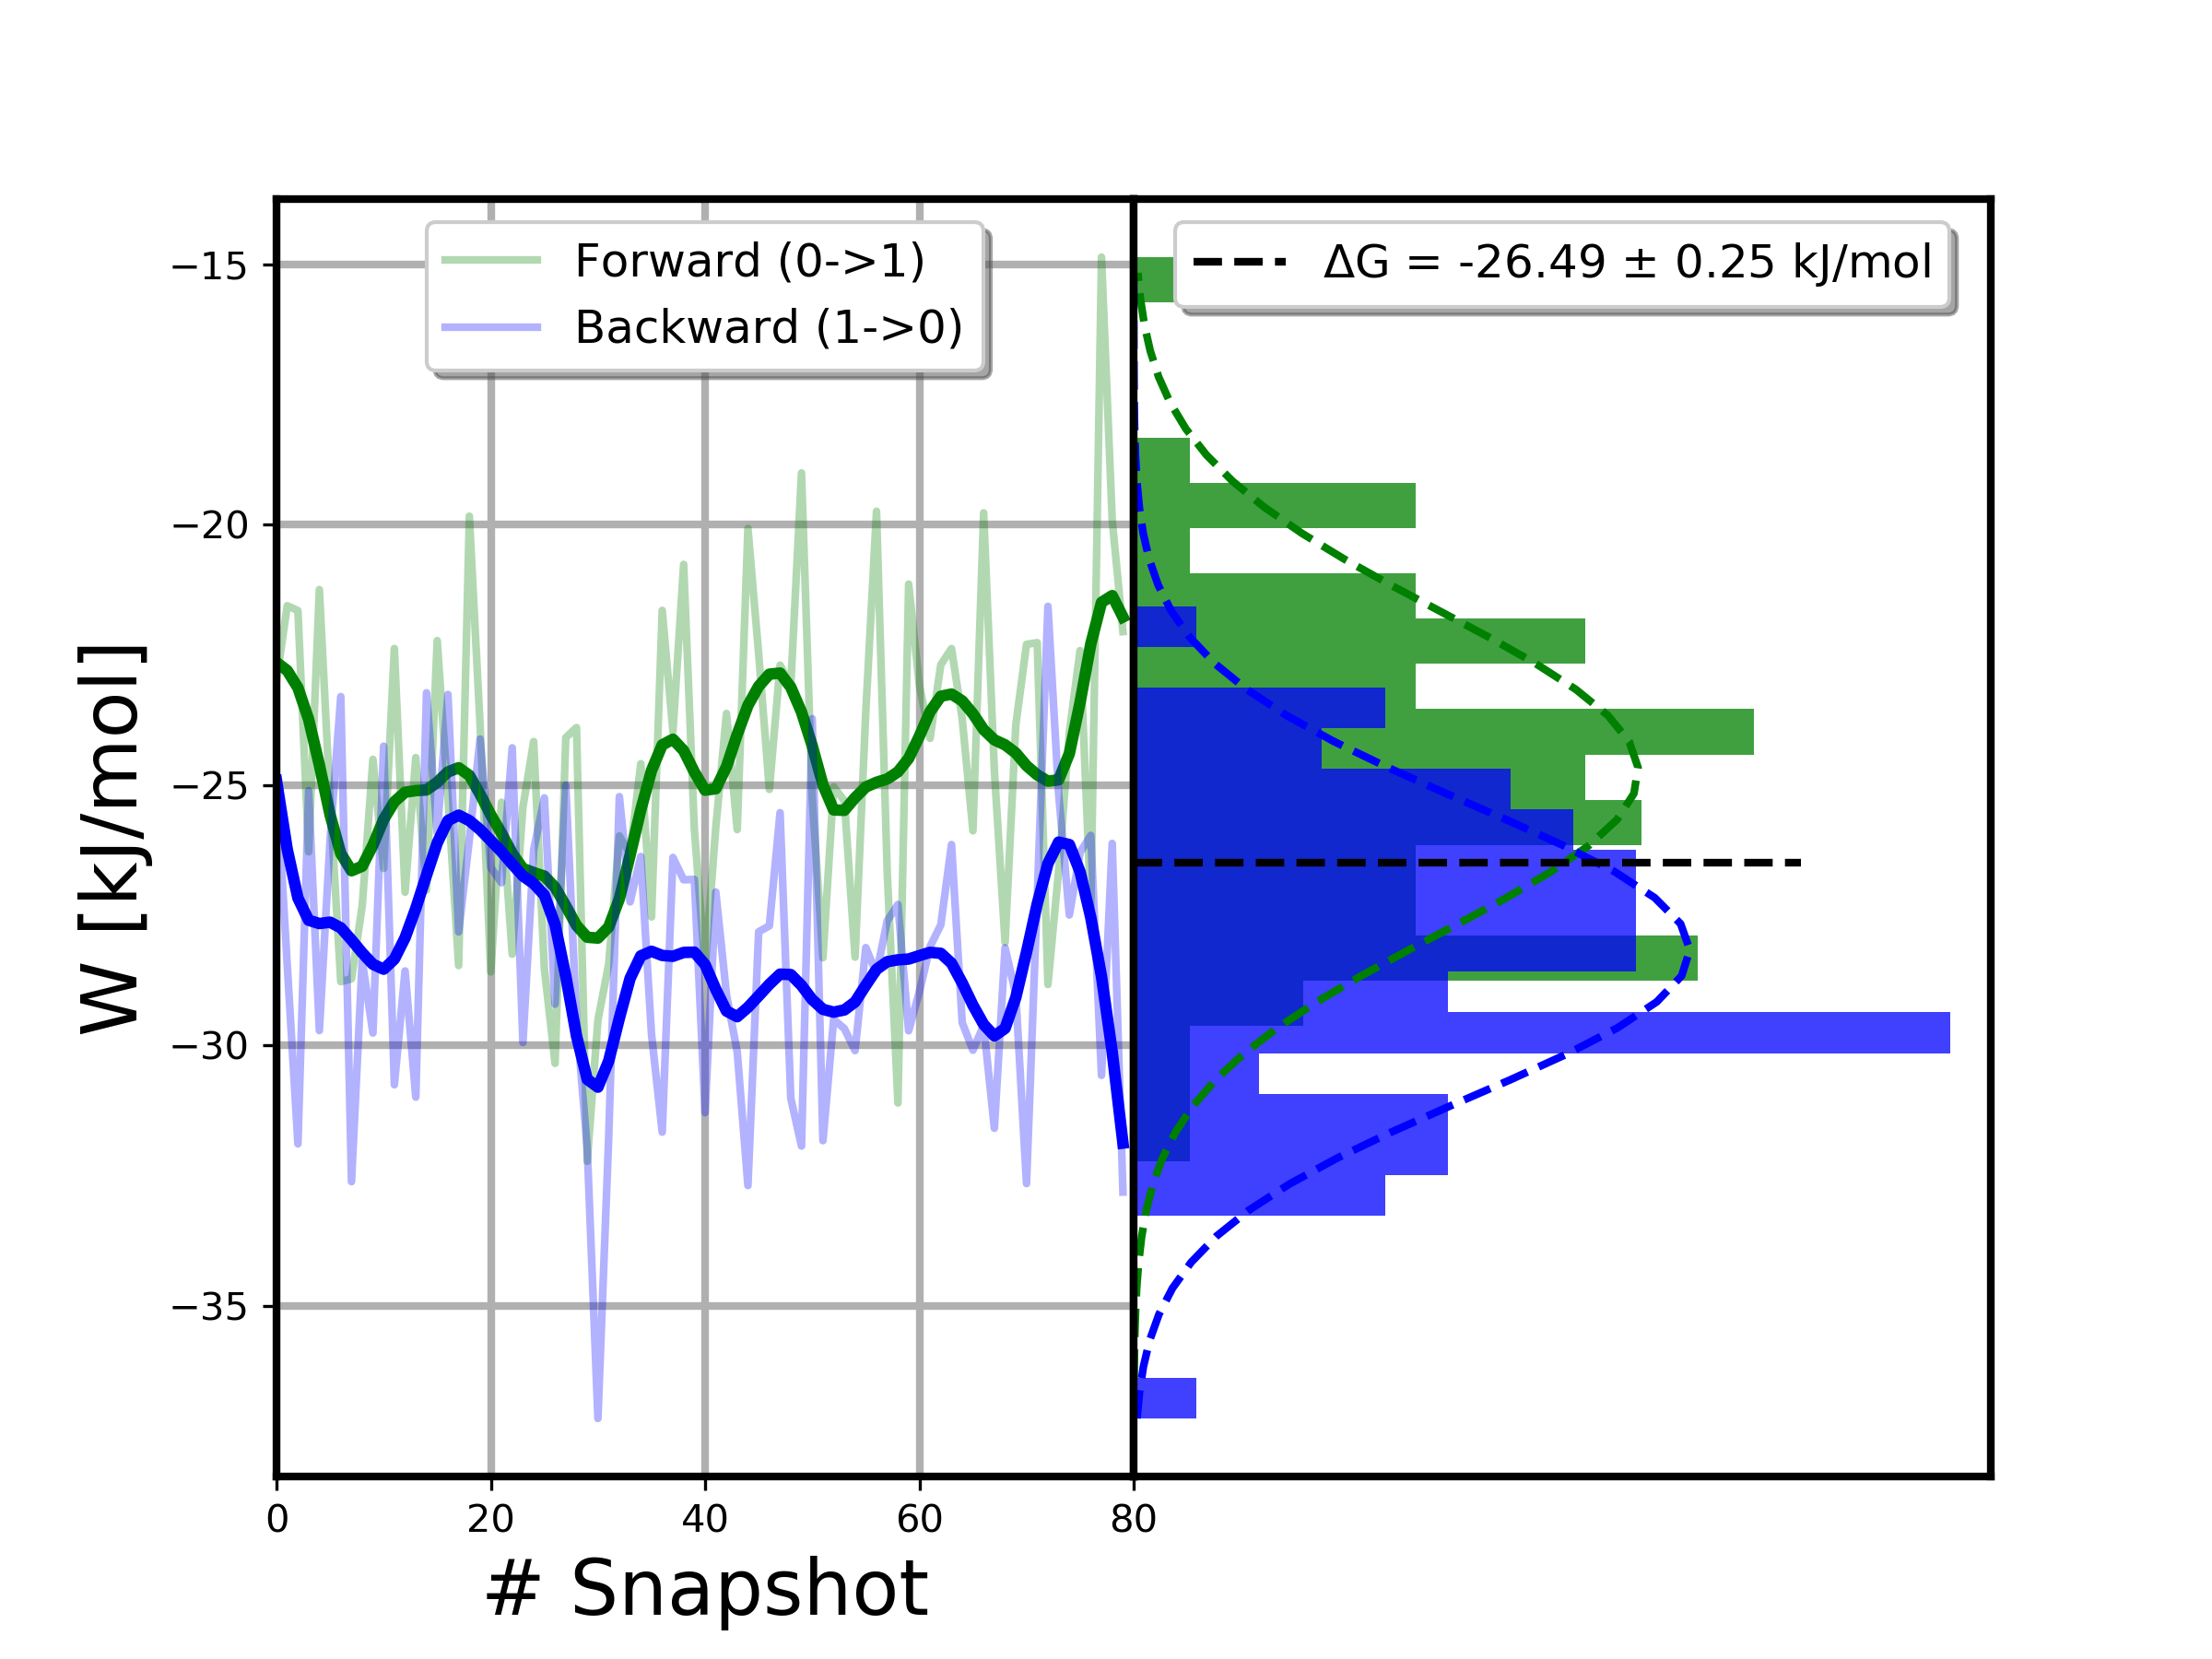 Forward (0->1)
Backward (1->0)
ΔG = -26.49 ± 0.25 kJ/mol
−15
−20
−25
−30
−35
W [kJ/mol]
0 20 40 60 80
# Snapshot